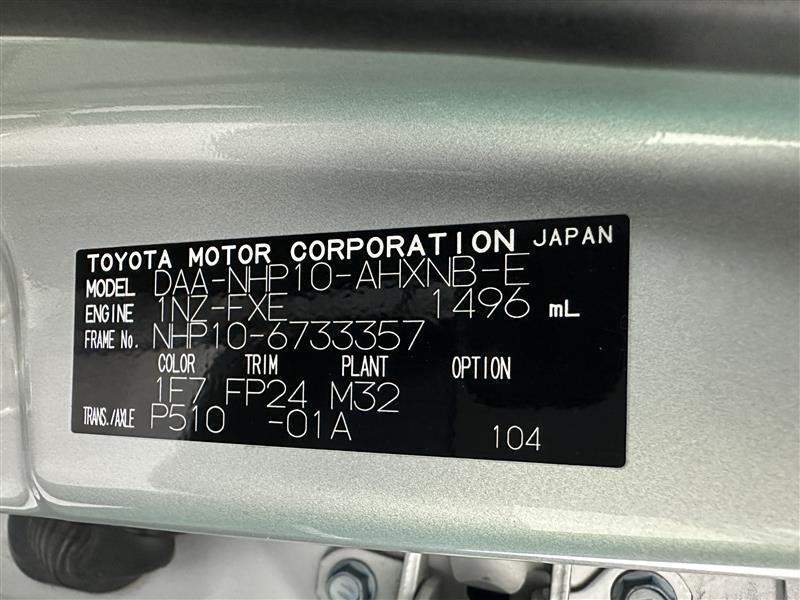 TOYOTA MOTOR CORPORATION JAPAN
MODEL DAA-NHP10-AHXNB-E
ENGINE 1NZ-FXE 1496 mL
FRAME No. NHP10-6733357
COLOR TRIM PLANT OPTION
1F7 FP24 M32
TRANS./AXLE P510 -01A 104